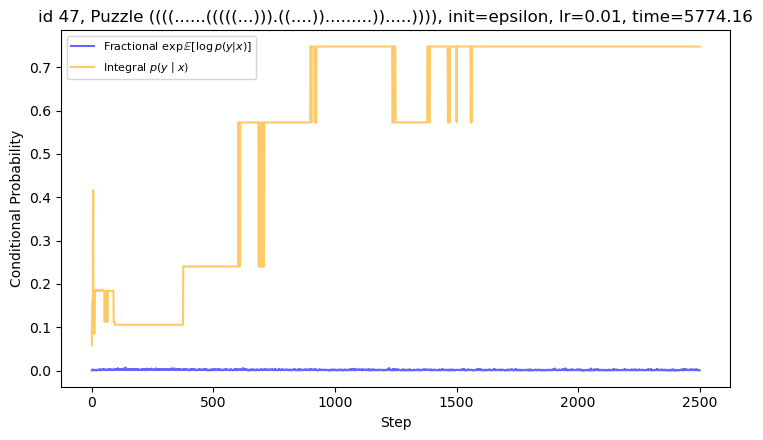 id 47, Puzzle ((((......(((((...))).((....)).........)).....)))), init=epsilon, lr=0.01, time=5774.16
Fractional exp𝔼[log p(y|x)]
Integral p(y | x)
Conditional Probability
0.7
0.6
0.5
0.4
0.3
0.2
0.1
0.0
0 500 1000 1500 2000 2500
Step